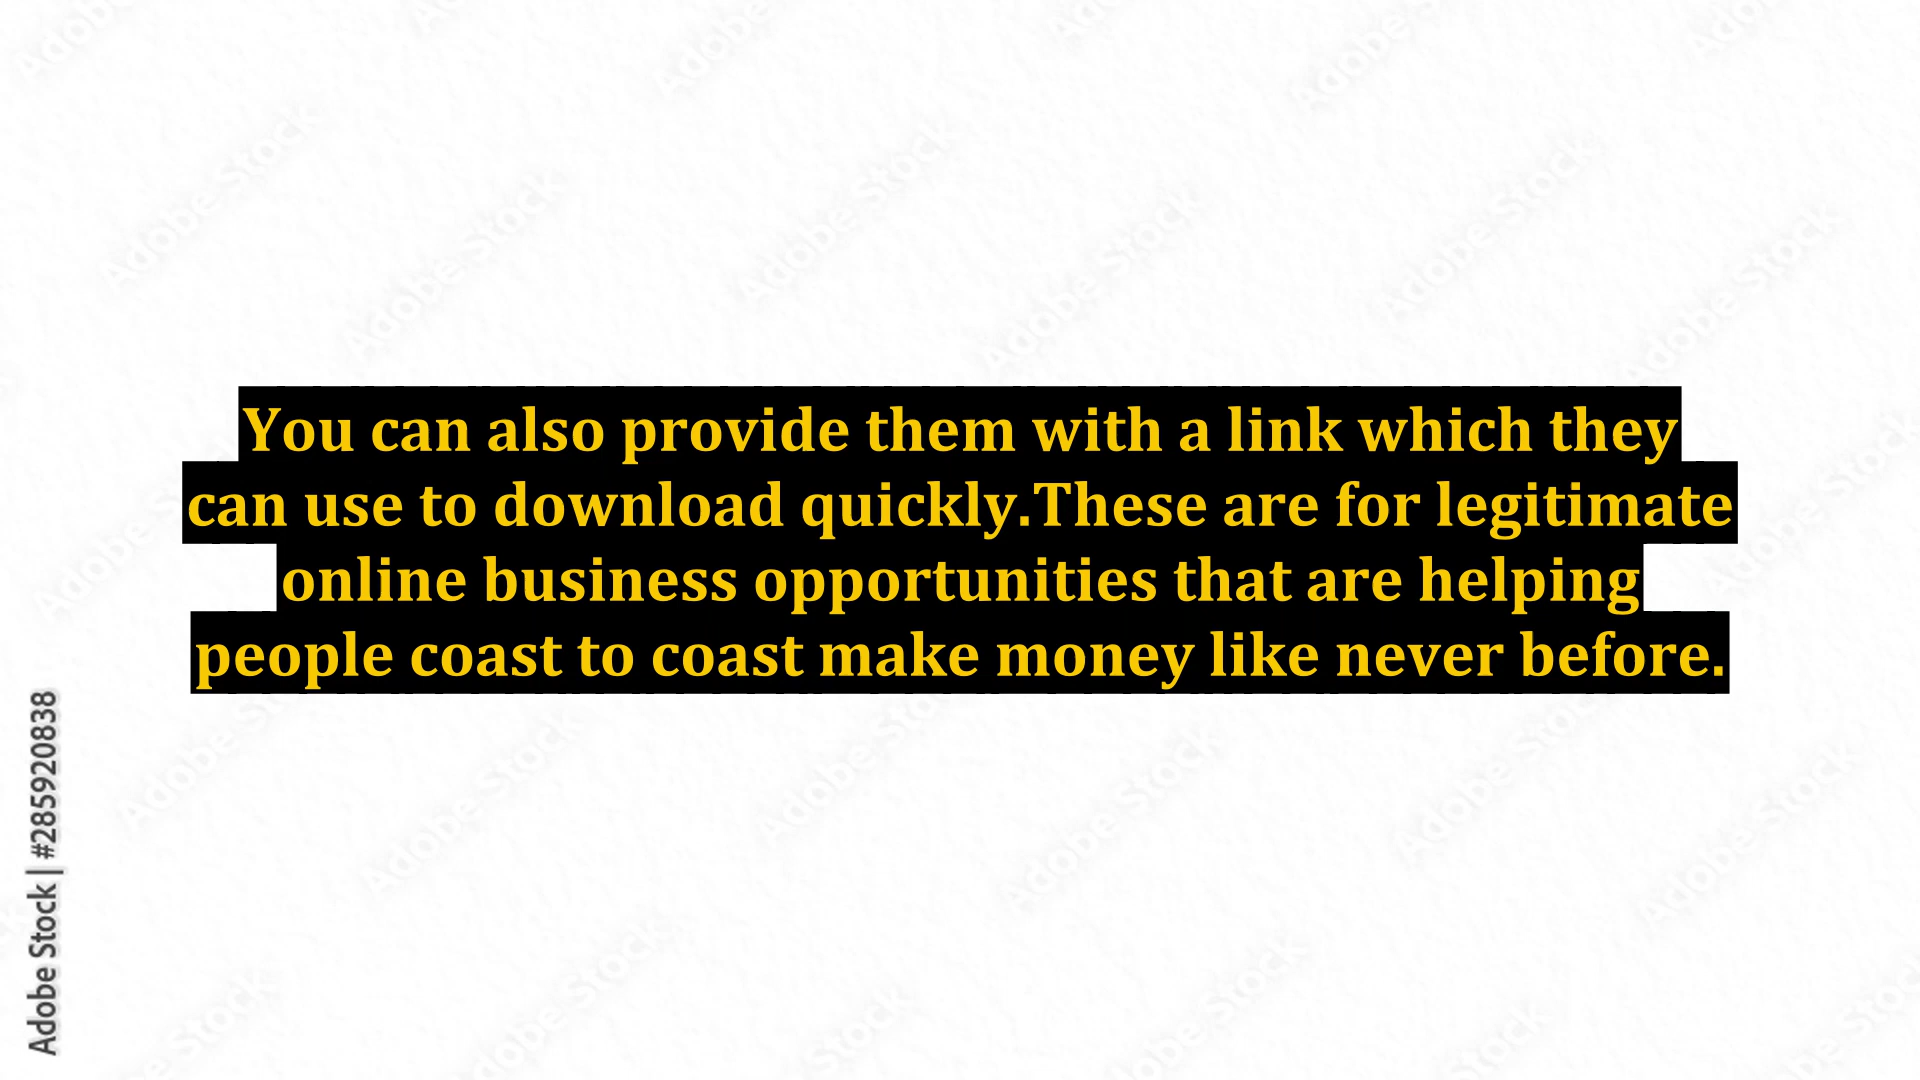 You can also provide them with a link which they
can use to download quickly.These are for legitimate
online business opportunities that are helping
people coast to coast make money like never before.
Adobe Stock | #285920838